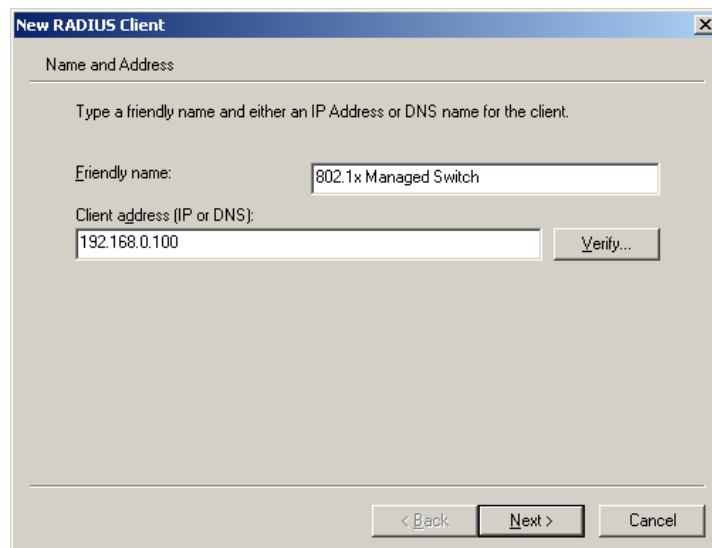 New RADIUS Client
Name and Address
Type a friendly name and either an IP Address or DNS name for the client.
Friendly name:
802.1x Managed Switch
Client address (IP or DNS):
192.168.0.100
Verify...
< Back
Next >
Cancel